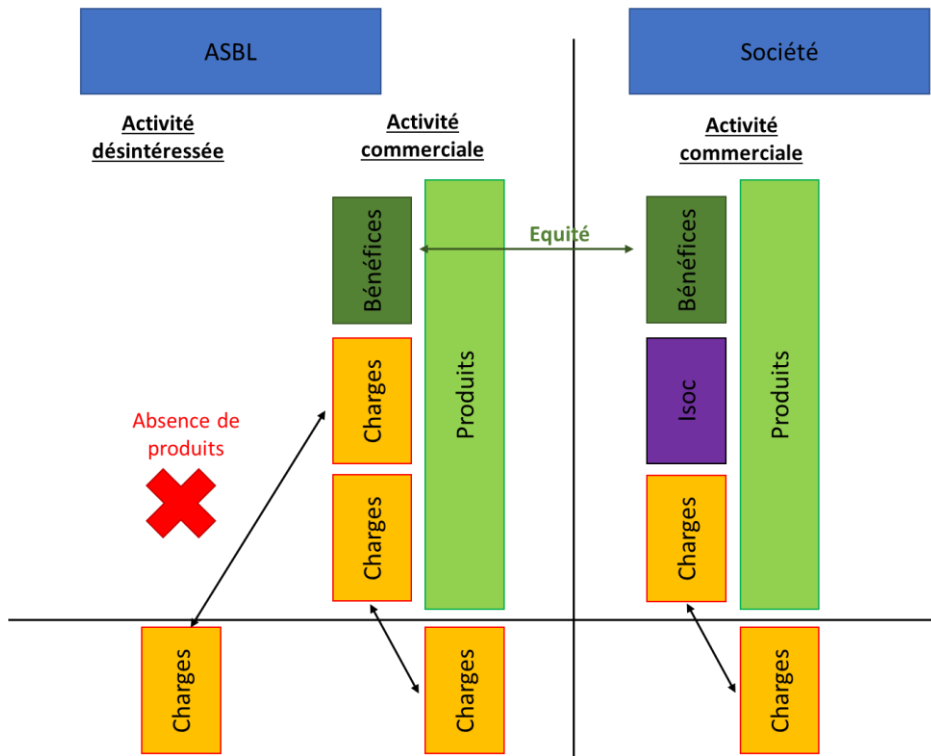 ASBL
Société
Activité
désintéressée
Activité
commerciale
Activité
commerciale
Equité
Bénéfices
Charges
Charges
Produits
Absence de
produits
Bénéfices
Isoc
Charges
Produits
Charges
Charges
Charges